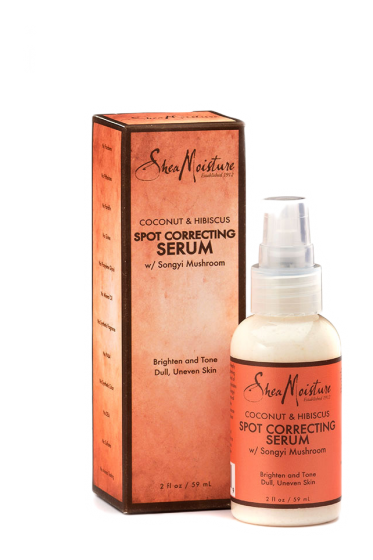 SheaMoisture
Established 1912
COCONUT & HIBISCUS
SPOT CORRECTING
SERUM
w/ Songyi Mushroom
Brighten and Tone
Dull, Uneven Skin
2 fl oz / 59 mL
SheaMoisture
Established 1912
COCONUT & HIBISCUS
SPOT CORRECTING
SERUM
w/ Songyi Mushroom
Brighten and Tone
Dull, Uneven Skin
2 fl oz / 59 mL